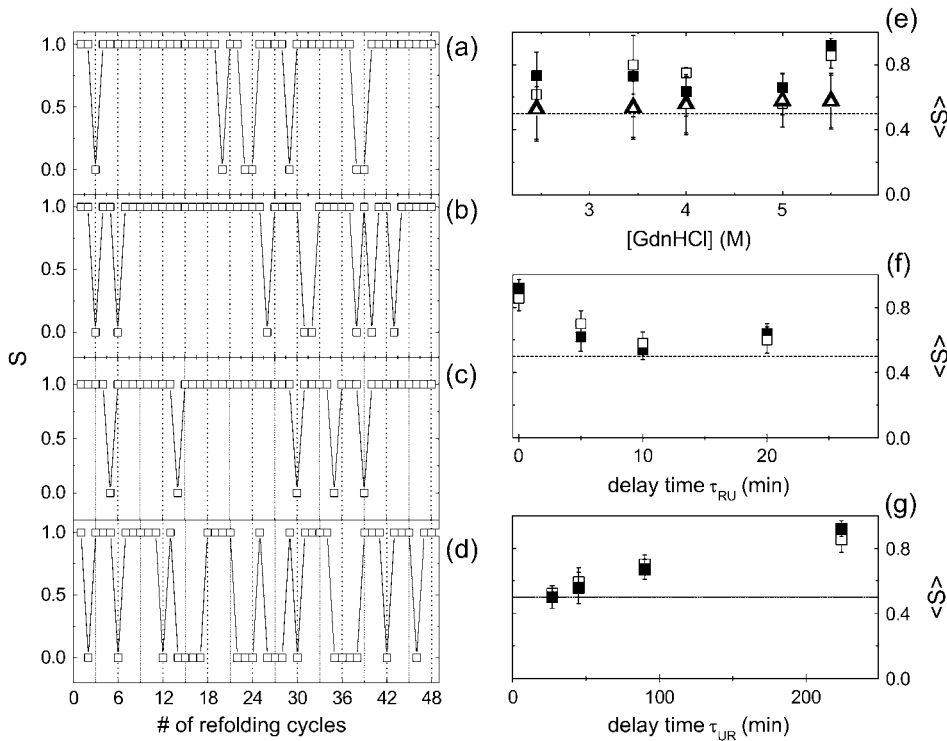 1.0
0.5
0.0
(a)
1.0
0.5
0.0
(b)
S
1.0
0.5
0.0
(c)
1.0
0.5
0.0
(d)
0 6 12 18 24 30 36 42 48
# of refolding cycles
(e)
0.8
0.4
0.0
<S>
3 4 5
[GdnHCl] (M)
(f)
0.8
0.4
0.0
<S>
0 10 20
delay time τRU (min)
(g)
0.8
0.4
0.0
<S>
0 100 200
delay time τUR (min)